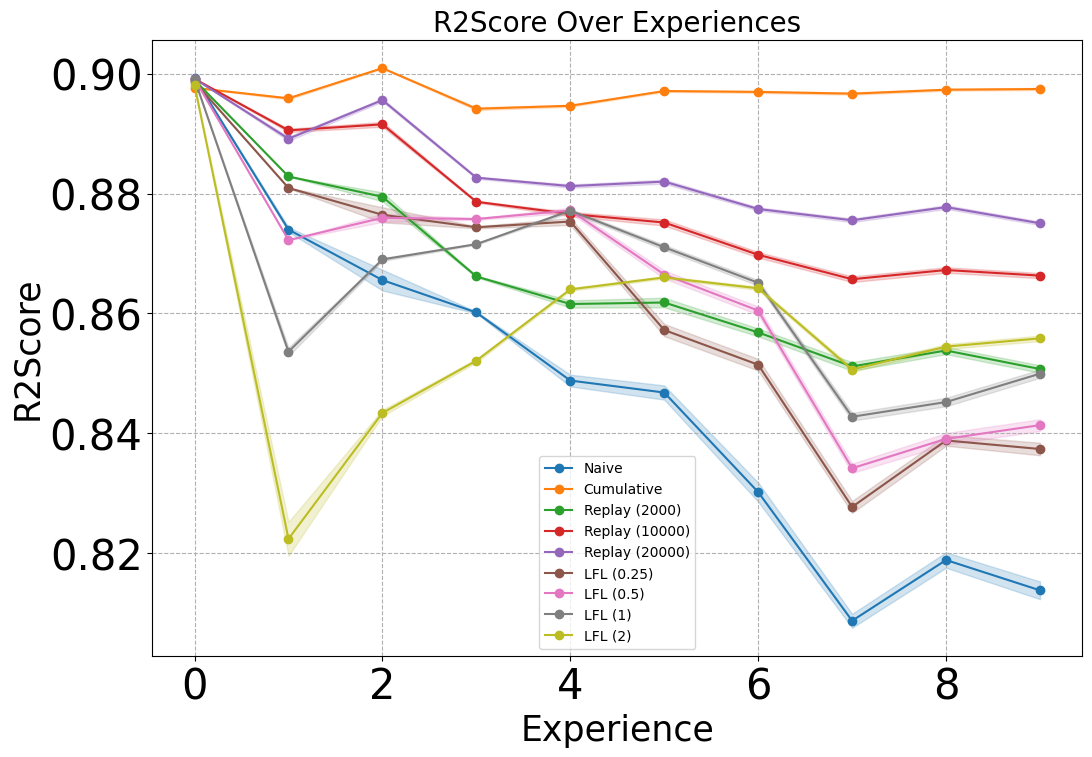 R2Score Over Experiences
R2Score
0.90
0.88
0.86
0.84
0.82
Naive
Cumulative
Replay (2000)
Replay (10000)
Replay (20000)
LFL (0.25)
LFL (0.5)
LFL (1)
LFL (2)
0 2 4 6 8
Experience